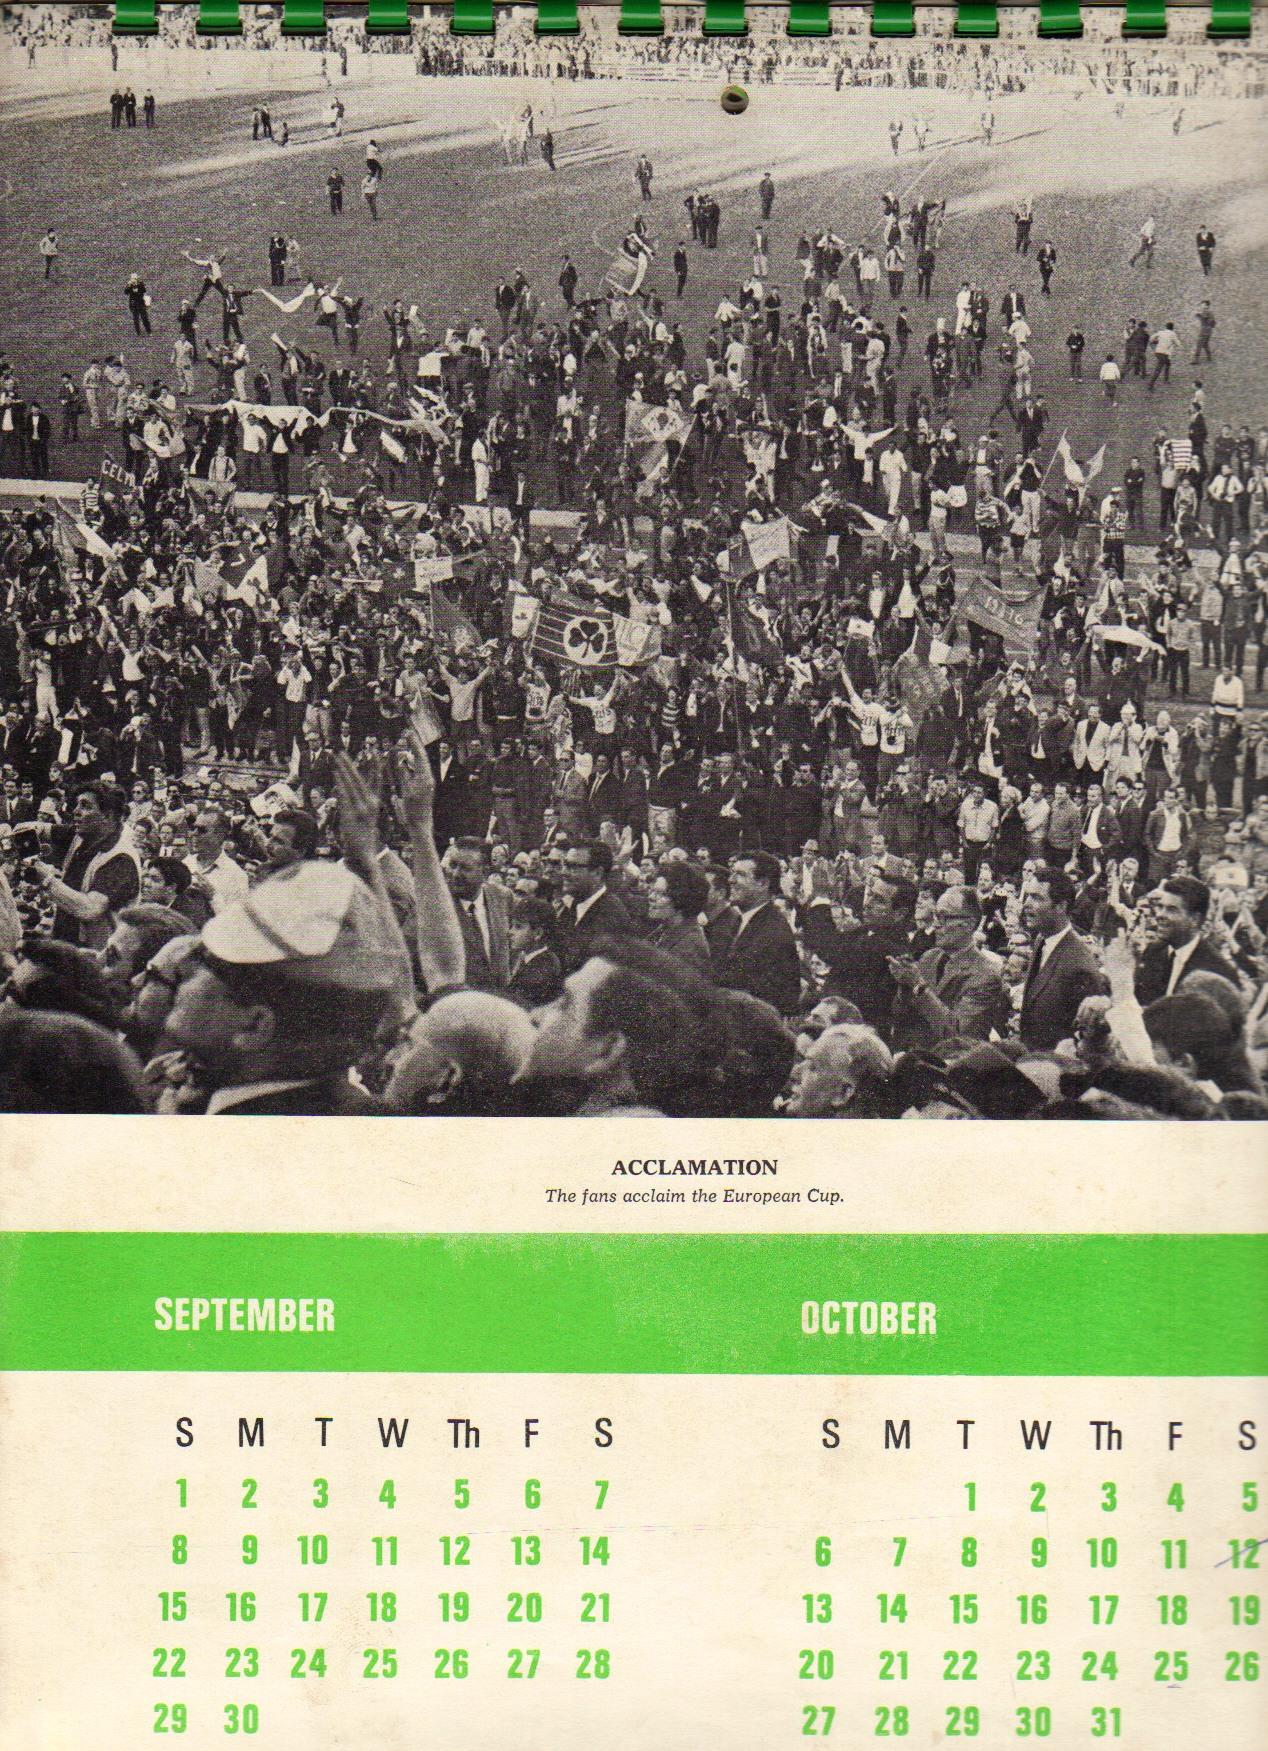 CELTI
1916
ACCLAMATION
The fans acclaim the European Cup.
SEPTEMBER
S M T W Th F S
1 2 3 4 5 6 7
8 9 10 11 12 13 14
15 16 17 18 19 20 21
22 23 24 25 26 27 28
29 30
OCTOBER
S M T W Th F S
1 2 3 4 5
6 7 8 9 10 11 12
13 14 15 16 17 18 19
20 21 22 23 24 25 26
27 28 29 30 31